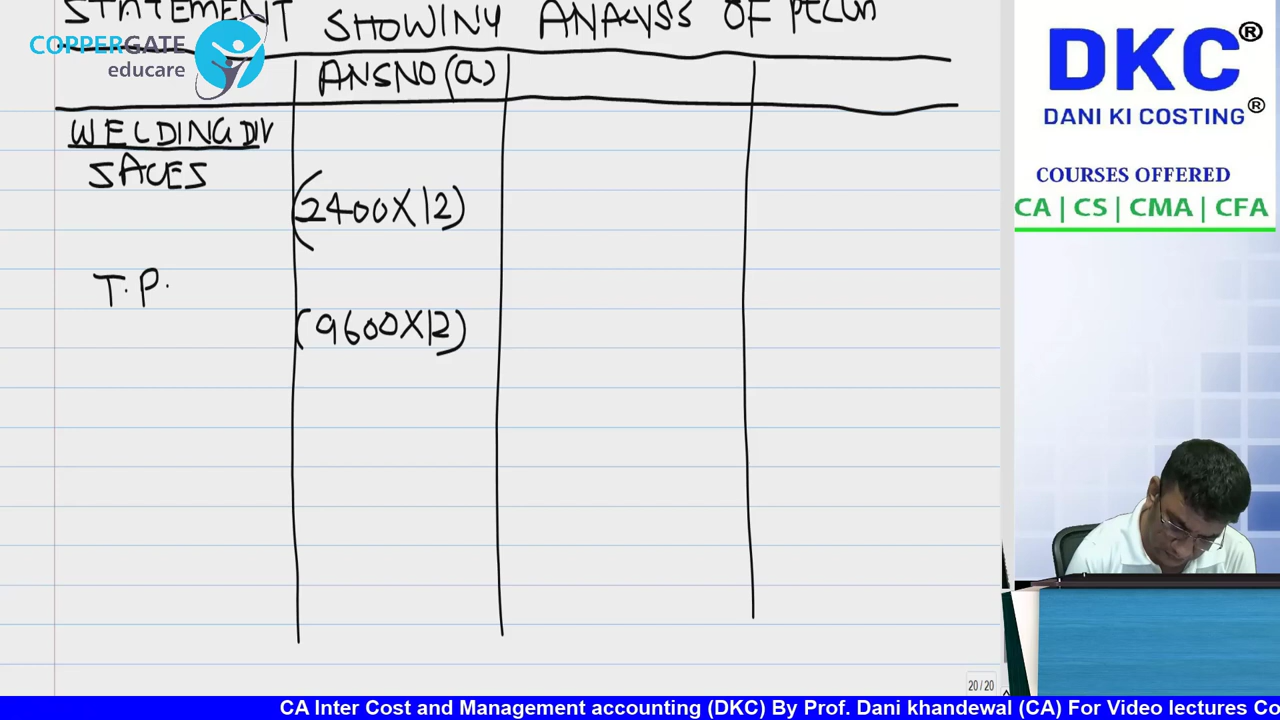 STATEMENT SHOWING ANALYSIS OF
COPPERGATE
educare
ANSNO (a)
WELDING DIV
SALES
(2400X12)
T.P.
(9600X12)
20/20
DKC®
DANI KI COSTING®
COURSES OFFERED
CA | CS | CMA | CFA
CA Inter Cost and Management accounting (DKC) By Prof. Dani khandewal (CA) For Video lectures Co